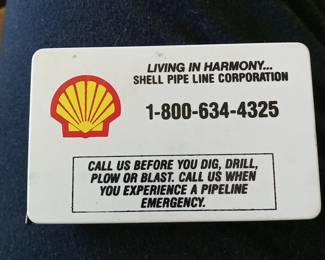 LIVING IN HARMONY...
SHELL PIPE LINE CORPORATION
1-800-634-4325
CALL US BEFORE YOU DIG, DRILL,
PLOW OR BLAST. CALL US WHEN
YOU EXPERIENCE A PIPELINE
EMERGENCY.